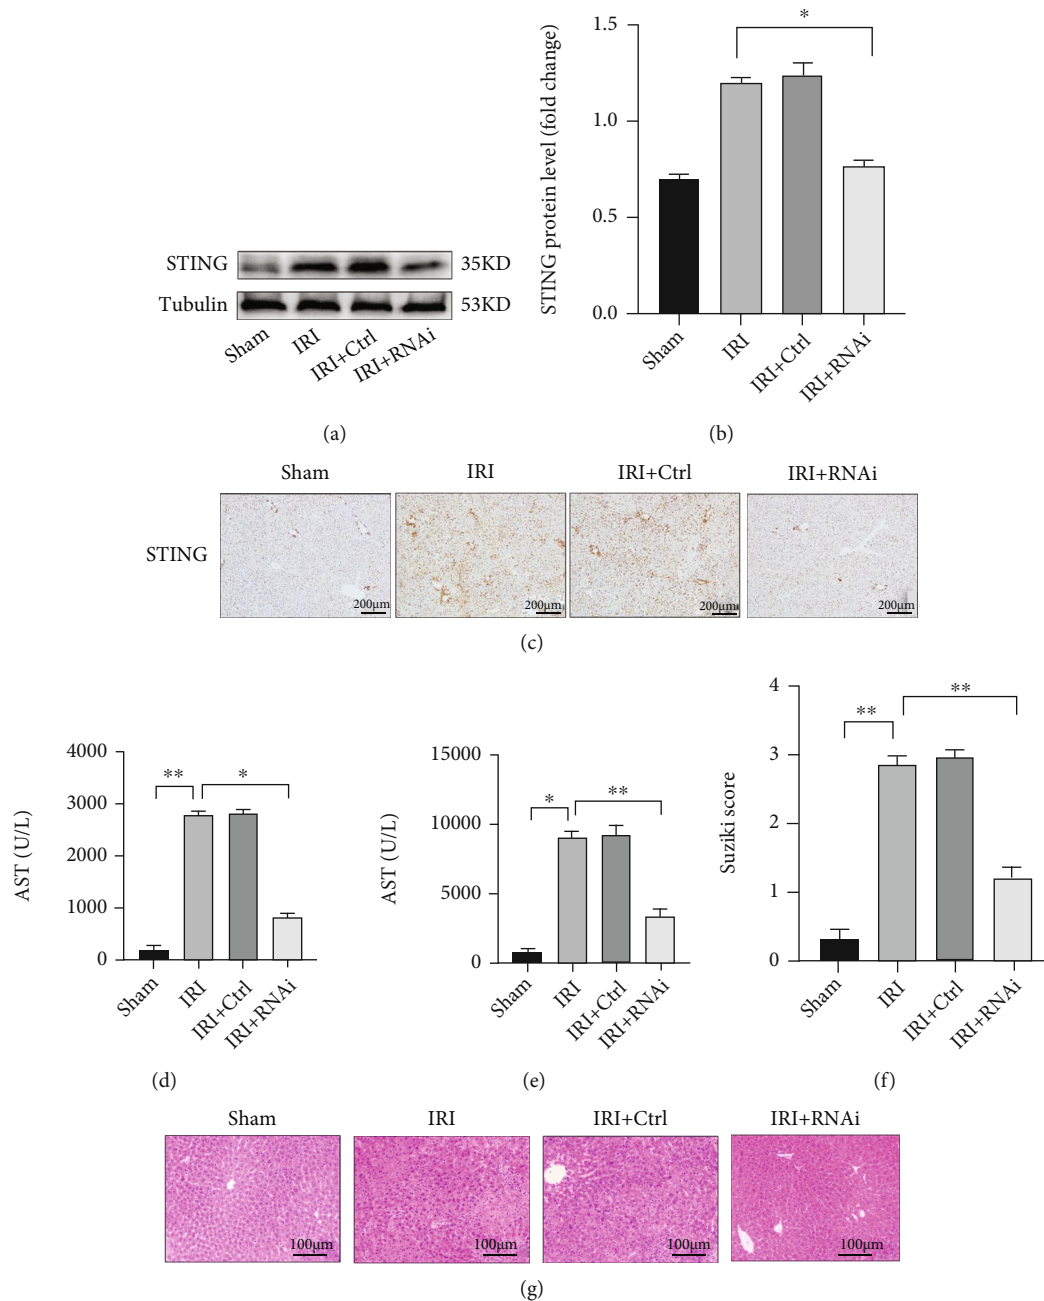 STING
35KD
Tubulin
53KD
Sham
IRI
IRI+Ctrl
IRI+RNAi
(a)
STING protein level (fold change)
1.5
1.0
0.5
0.0
*
Sham
IRI
IRI+Ctrl
IRI+RNAi
(b)
Sham
IRI
IRI+Ctrl
IRI+RNAi
STING
200μm
200μm
200μm
200μm
(c)
AST (U/L)
4000
3000
2000
1000
0
**
*
Sham
IRI
IRI+Ctrl
IRI+RNAi
(d)
AST (U/L)
15000
10000
5000
0
*
**
Sham
IRI
IRI+Ctrl
IRI+RNAi
(e)
Suziki score
4
3
2
1
0
**
**
Sham
IRI
IRI+Ctrl
IRI+RNAi
(f)
Sham
IRI
IRI+Ctrl
IRI+RNAi
100μm
100μm
100μm
100μm
(g)